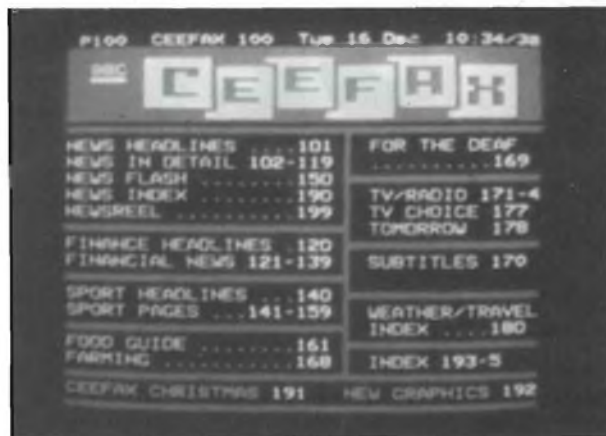 P100 CEEFAX 100 Tue 16 Dec 10:34/38
BBC
CEEFAX
NEWS HEADLINES ....101
NEWS IN DETAIL 102-119
NEWS FLASH ........150
NEWS INDEX ........190
NEWSREEL ..........199
FINANCE HEADLINES .120
FINANCIAL NEWS 121-139
SPORT HEADLINES ...140
SPORT PAGES ...141-159
FOOD GUIDE ........161
FARMING ...........168
FOR THE DEAF
..........169
TV/RADIO 171-4
TV CHOICE 177
TOMORROW 178
SUBTITLES 170
WEATHER/TRAVEL
INDEX ....180
INDEX 193-5
CEEFAX CHRISTMAS 191 NEW GRAPHICS 192